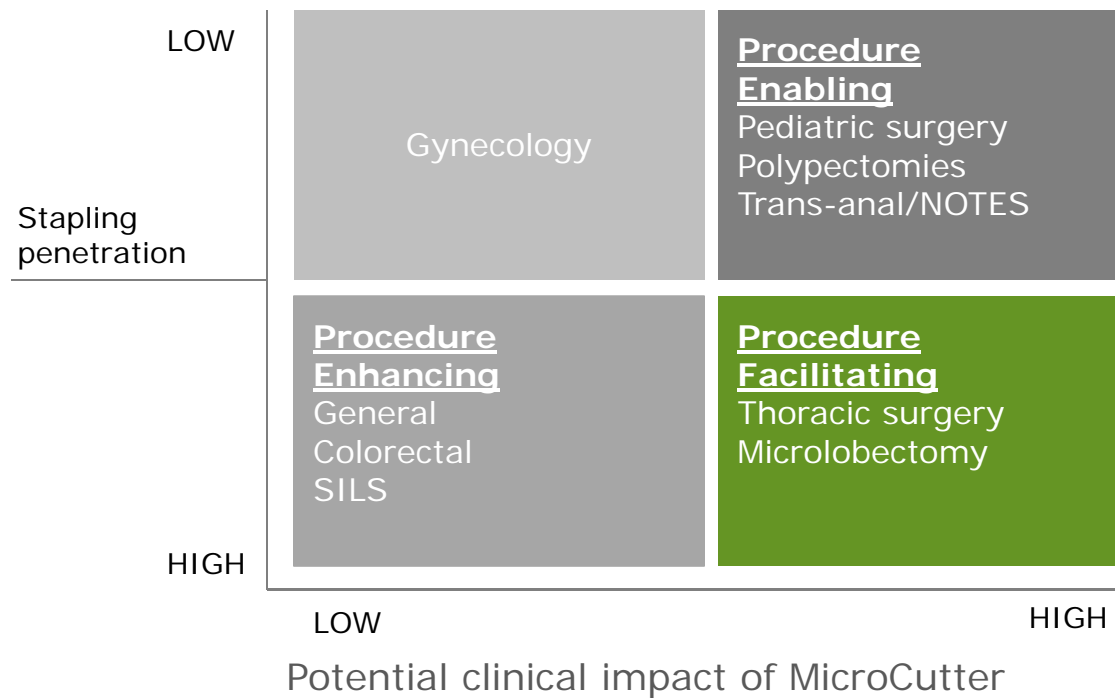 LOW
Stapling
penetration
HIGH
Gynecology
Procedure
Enabling
Pediatric surgery
Polypectomies
Trans-anal/NOTES
Procedure
Enhancing
General
Colorectal
SILS
Procedure
Facilitating
Thoracic surgery
Microlobectomy
LOW
HIGH
Potential clinical impact of MicroCutter